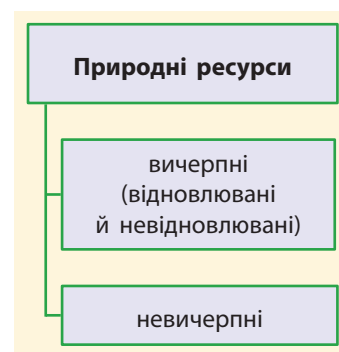 Природні ресурси
вичерпні
(відновлювані
й невідновлювані)
невичерпні